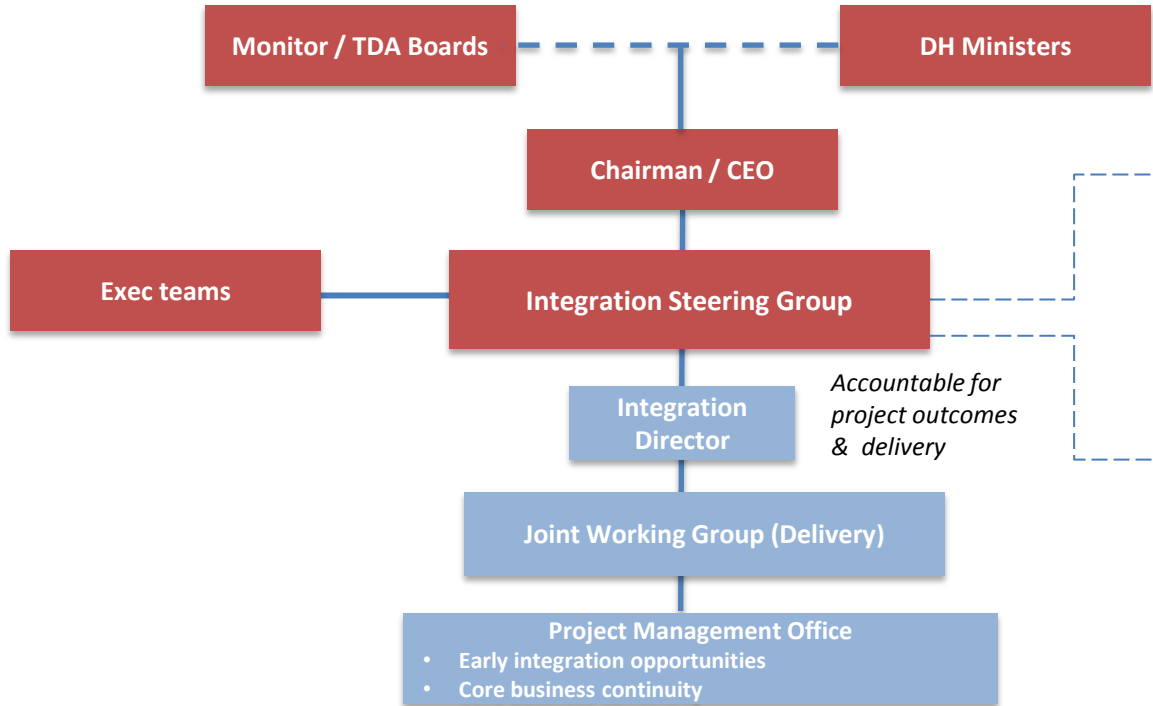 Monitor / TDA Boards
DH Ministers
Chairman / CEO
Exec teams
Integration Steering Group
Integration
Director
Accountable for
project outcomes
& delivery
Joint Working Group (Delivery)
Project Management Office
• Early integration opportunities
• Core business continuity